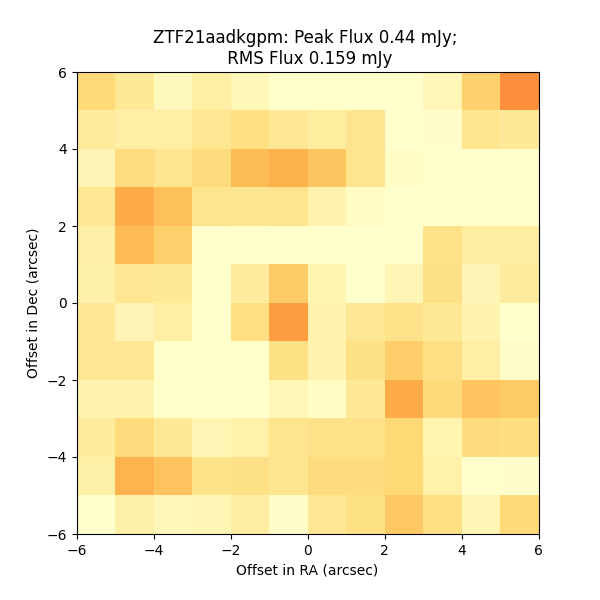 ZTF21aadkgpm: Peak Flux 0.44 mJy;
RMS Flux 0.159 mJy
6
4
2
0
−2
−4
−6
Offset in Dec (arcsec)
−6 −4 −2 0 2 4 6
Offset in RA (arcsec)